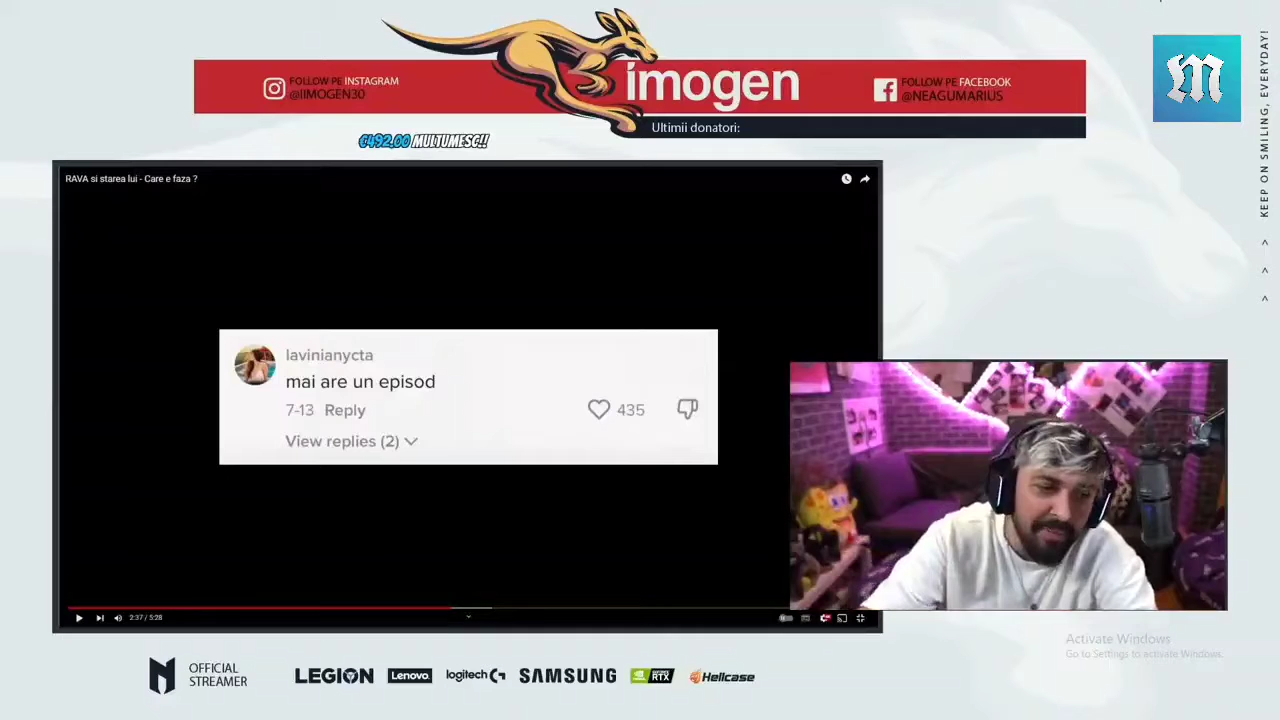 FOLLOW PE INSTAGRAM
@IIMOGEN30
imogen
FOLLOW PE FACEBOOK
@NEAGUMARIUS
Ultimii donatori:
€492,00 MULTUMESC!!
M
KEEP ON SMILING, EVERYDAY!
RAVA si starea lui - Care e faza ?
lavinianycta
mai are un episod
7-13 Reply
435
View replies (2)
2:37 / 5:28
Activate Windows
Go to Settings to activate Windows.
N
OFFICIAL
STREAMER
LEGION
Lenovo
logitech G
SAMSUNG
RTX
Hellcase